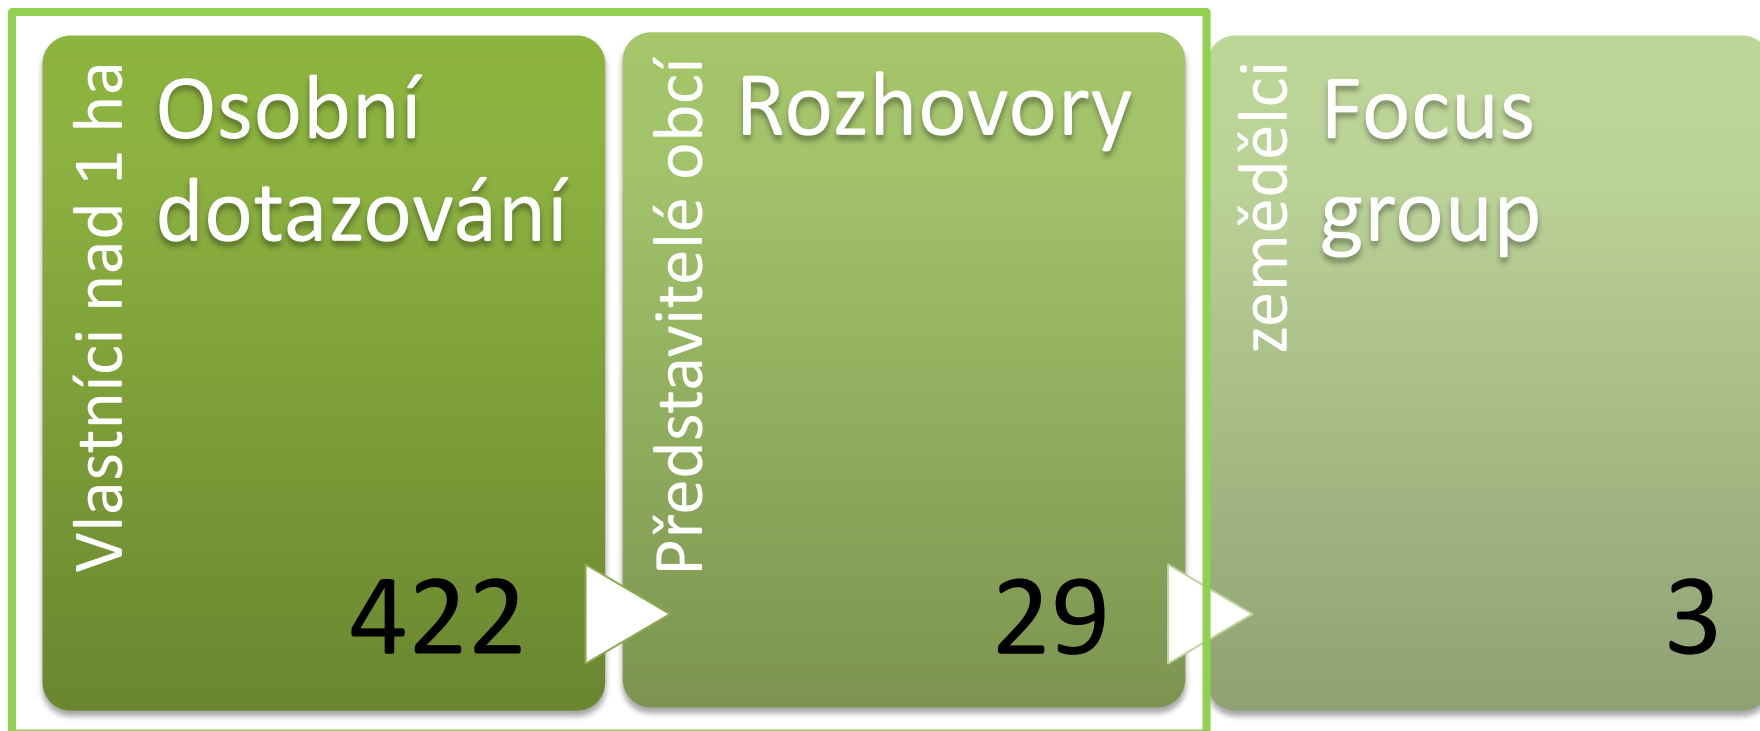 Vlastníci nad 1 ha
Osobní
dotazování
422
Představitelé obcí
Rozhovory
29
zemědělci
Focus
group
3